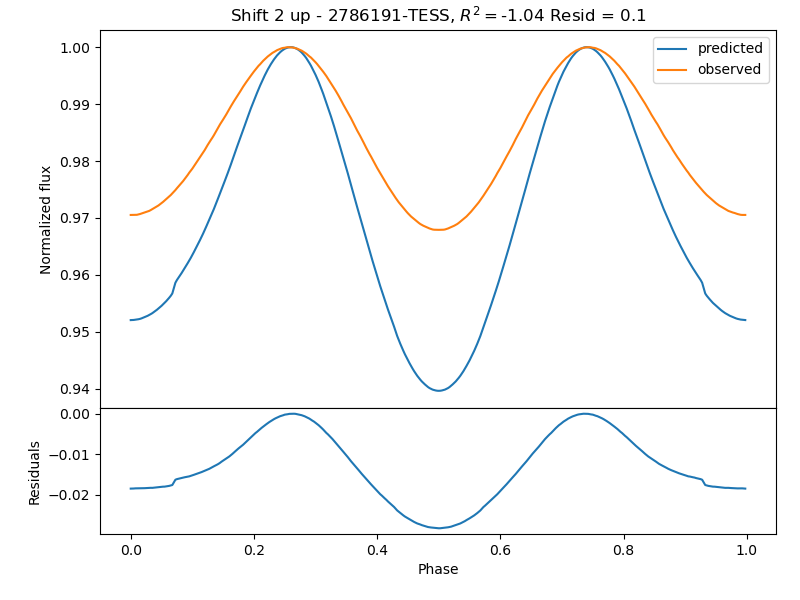 Shift 2 up - 2786191-TESS, R² = -1.04 Resid = 0.1
predicted
observed
Normalized flux
1.00
0.99
0.98
0.97
0.96
0.95
0.94
Residuals
0.00
−0.01
−0.02
0.0
0.2
0.4
0.6
0.8
1.0
Phase